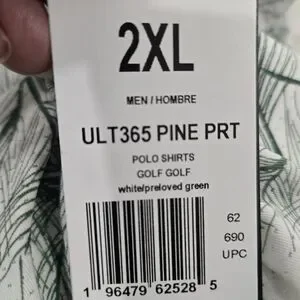 2XL
MEN / HOMBRE
ULT365 PINE PRT
POLO SHIRTS
GOLF GOLF
white/preloved green
62
690
UPC
1 96479 62528 5